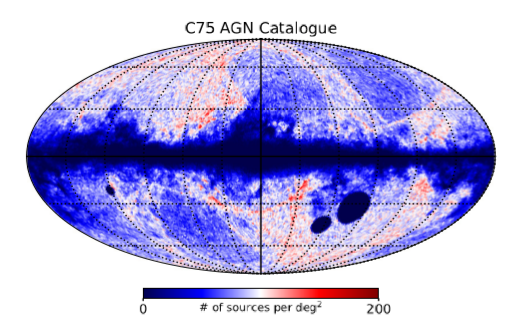 C75 AGN Catalogue
0 # of sources per deg² 200